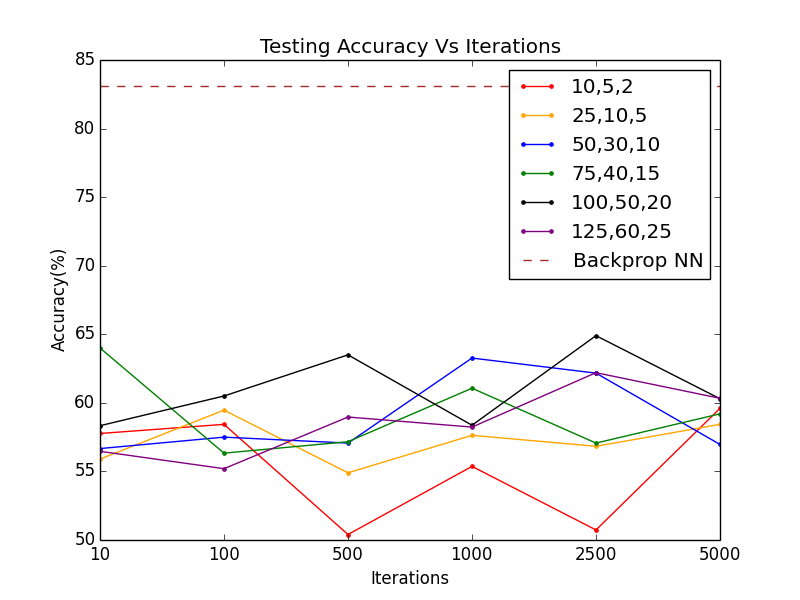 Testing Accuracy Vs Iterations
85
80
75
70
65
60
55
50
Accuracy(%)
10,5,2
25,10,5
50,30,10
75,40,15
100,50,20
125,60,25
Backprop NN
10 100 500 1000 2500 5000
Iterations